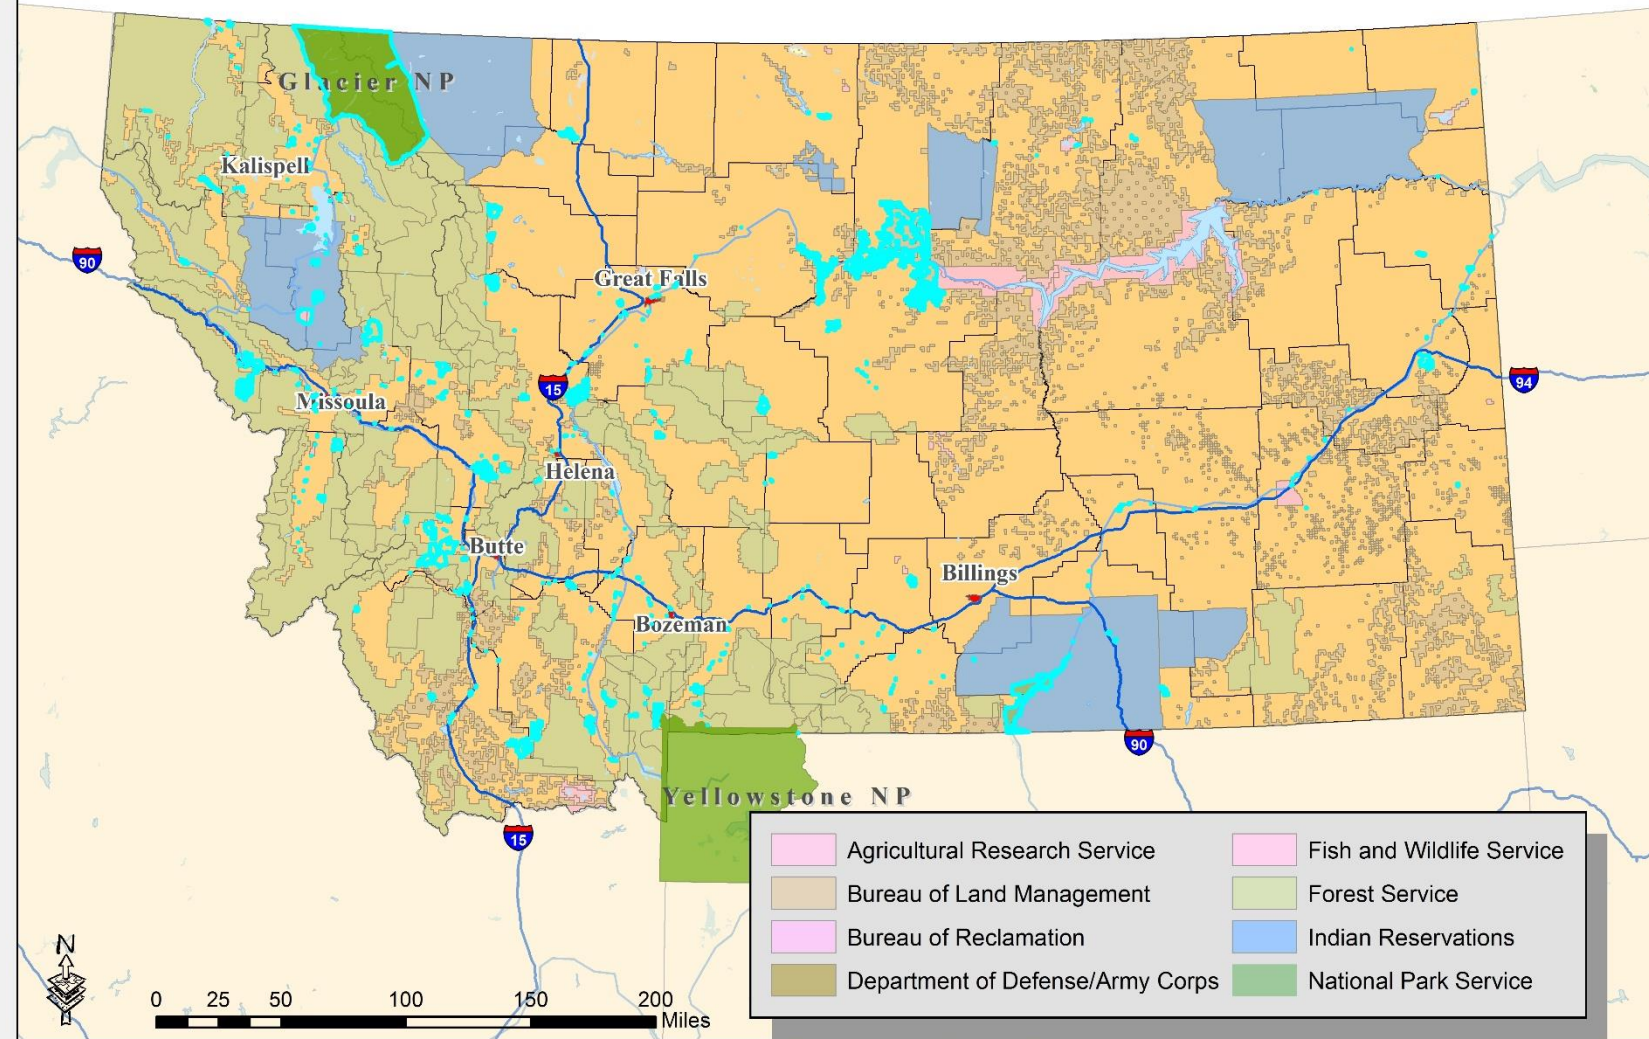 Glacier NP
Kalispell
90
Great Falls
15
94
Missoula
Helena
Butte
Billings
Bozeman
90
Yellowstone NP
15
Agricultural Research Service
Fish and Wildlife Service
Bureau of Land Management
Forest Service
Bureau of Reclamation
Indian Reservations
Department of Defense/Army Corps
National Park Service
N
0 25 50 100 150 200
Miles